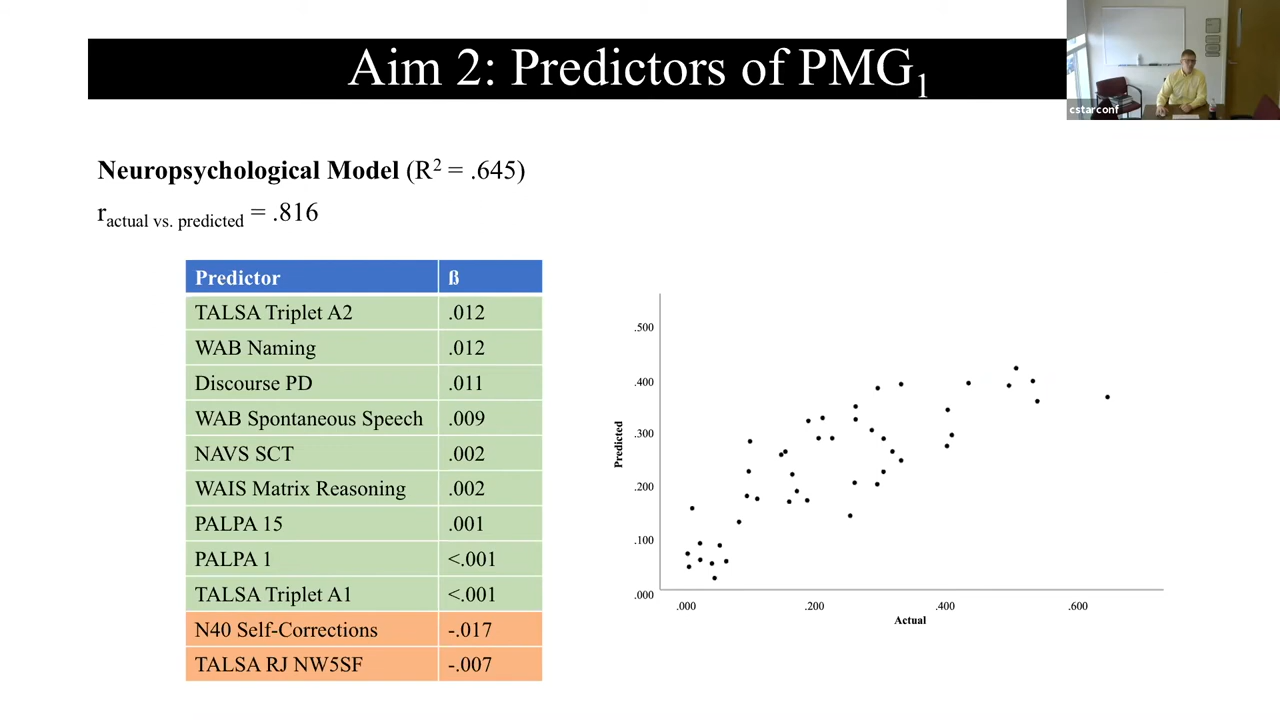 Aim 2: Predictors of PMG1
cstarconf
Neuropsychological Model (R2 = .645)
ractual vs. predicted = .816
Predictor ß
TALSA Triplet A2 .012
WAB Naming .012
Discourse PD .011
WAB Spontaneous Speech .009
NAVS SCT .002
WAIS Matrix Reasoning .002
PALPA 15 .001
PALPA 1 <.001
TALSA Triplet A1 <.001
N40 Self-Corrections -.017
TALSA RJ NW5SF -.007
Predicted
.500
.400
.300
.200
.100
.000
.000 .200 .400 .600
Actual